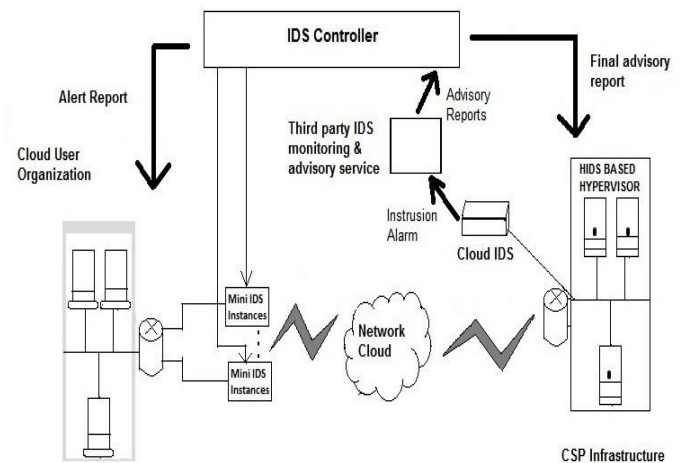 IDS Controller
Alert Report
Final advisory
report
Advisory
Reports
Third party IDS
monitoring &
advisory service
Cloud User
Organization
HIDS BASED
HYPERVISOR
Instrusion
Alarm
Cloud IDS
Mini IDS
Instances
Network
Cloud
Mini IDS
Instances
CSP Infrastructure